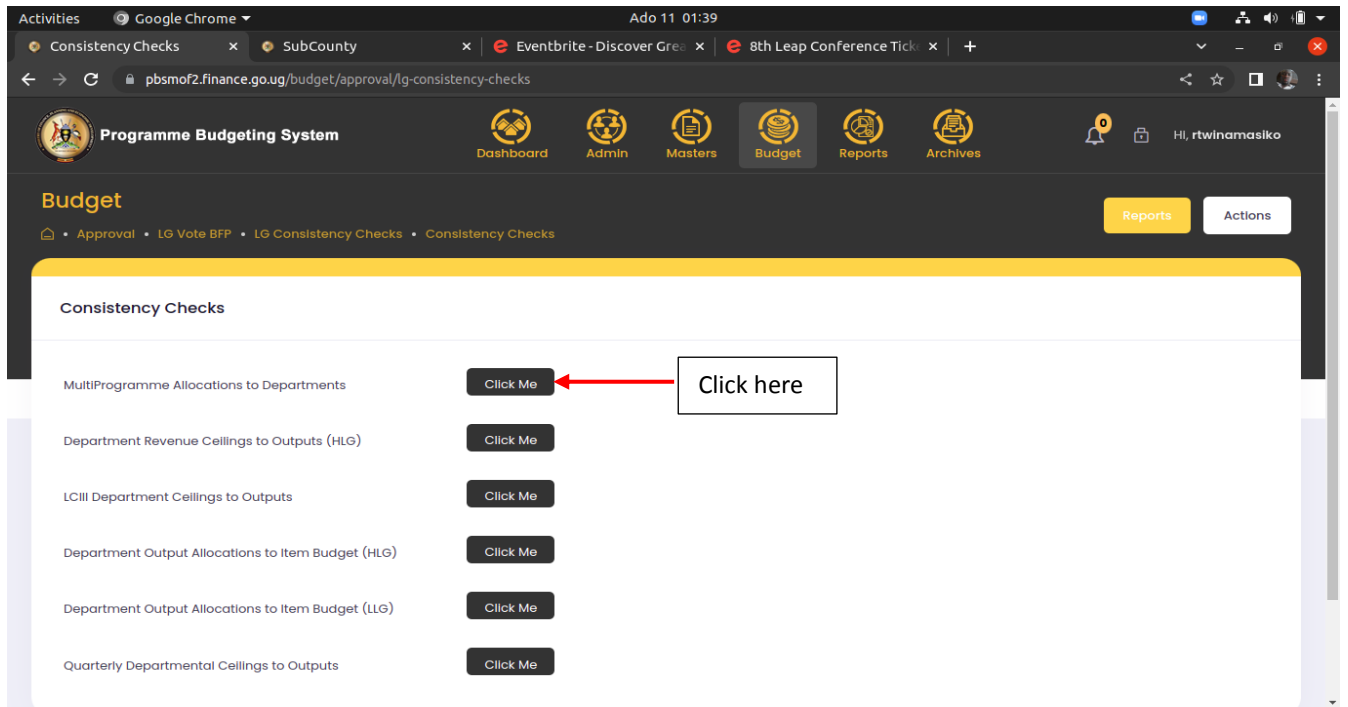 Activities Google Chrome Ado 11 01:39
Consistency Checks SubCounty Eventbrite - Discover Grea 8th Leap Conference Ticke
pbsmof2.finance.go.ug/budget/approval/lg-consistency-checks
Programme Budgeting System Dashboard Admin Masters Budget Reports Archives 0 Hi, rtwinamasiko
Budget
Reports Actions
Approval • LG Vote BFP • LG Consistency Checks • Consistency Checks
Consistency Checks
MultiProgramme Allocations to Departments Click Me Click here
Department Revenue Ceilings to Outputs (HLG) Click Me
LCIII Department Ceilings to Outputs Click Me
Department Output Allocations to Item Budget (HLG) Click Me
Department Output Allocations to Item Budget (LLG) Click Me
Quarterly Departmental Ceilings to Outputs Click Me